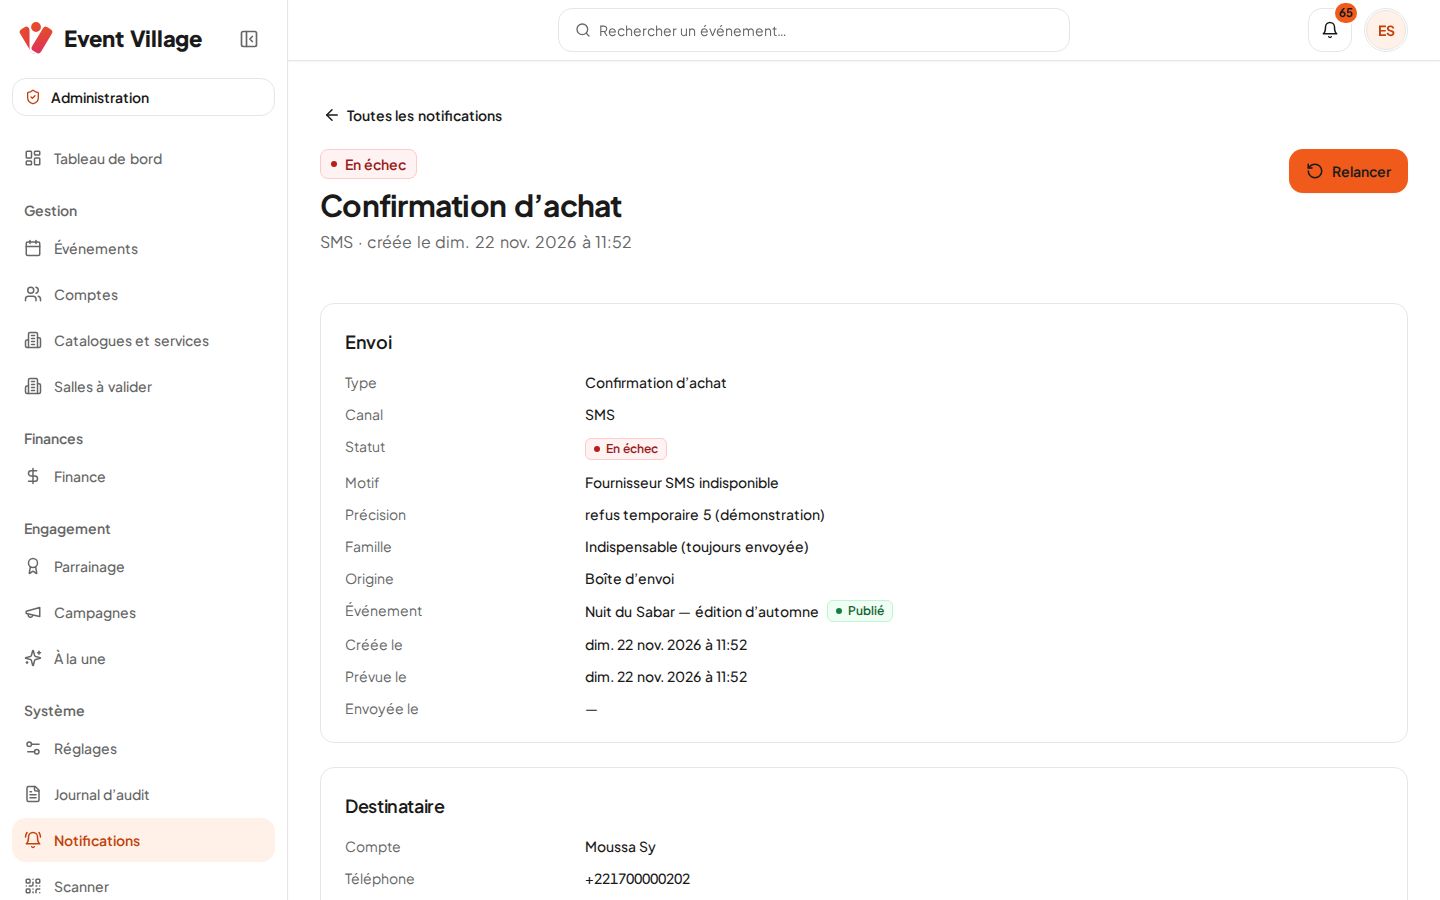 Event Village
Rechercher un événement…
65
ES
Administration
Tableau de bord
Gestion
Événements
Comptes
Catalogues et services
Salles à valider
Finances
Finance
Engagement
Parrainage
Campagnes
À la une
Système
Réglages
Journal d’audit
Notifications
Scanner
Toutes les notifications
En échec
Relancer
Confirmation d’achat
SMS · créée le dim. 22 nov. 2026 à 11:52
Envoi
Type Confirmation d’achat
Canal SMS
Statut En échec
Motif Fournisseur SMS indisponible
Précision refus temporaire 5 (démonstration)
Famille Indispensable (toujours envoyée)
Origine Boîte d’envoi
Événement Nuit du Sabar — édition d’automne Publié
Créée le dim. 22 nov. 2026 à 11:52
Prévue le dim. 22 nov. 2026 à 11:52
Envoyée le —
Destinataire
Compte Moussa Sy
Téléphone +221700000202